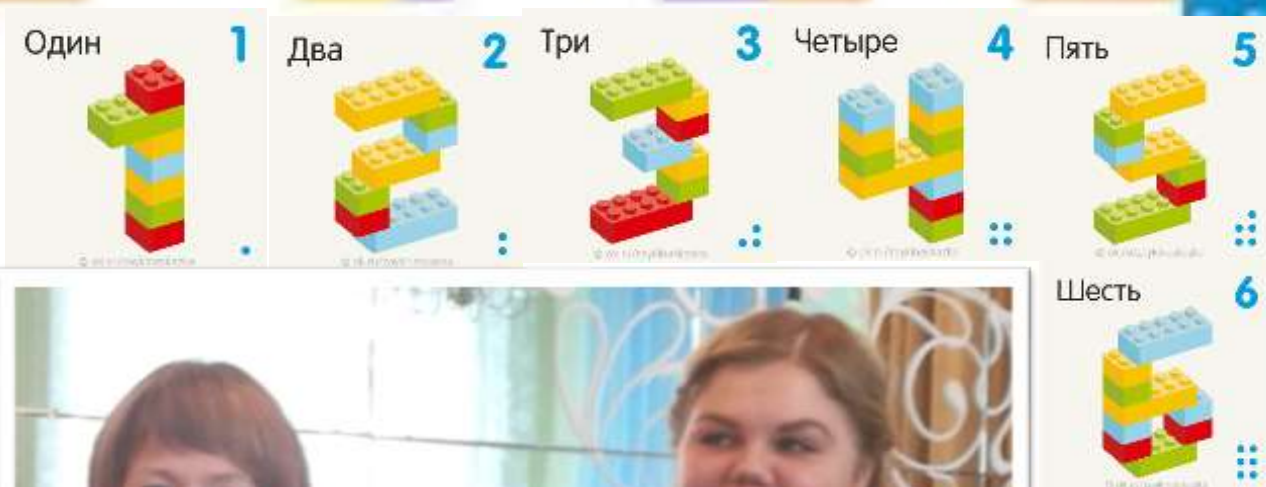 Один 1
Два 2
Три 3
Четыре 4
Пять 5
Шесть 6